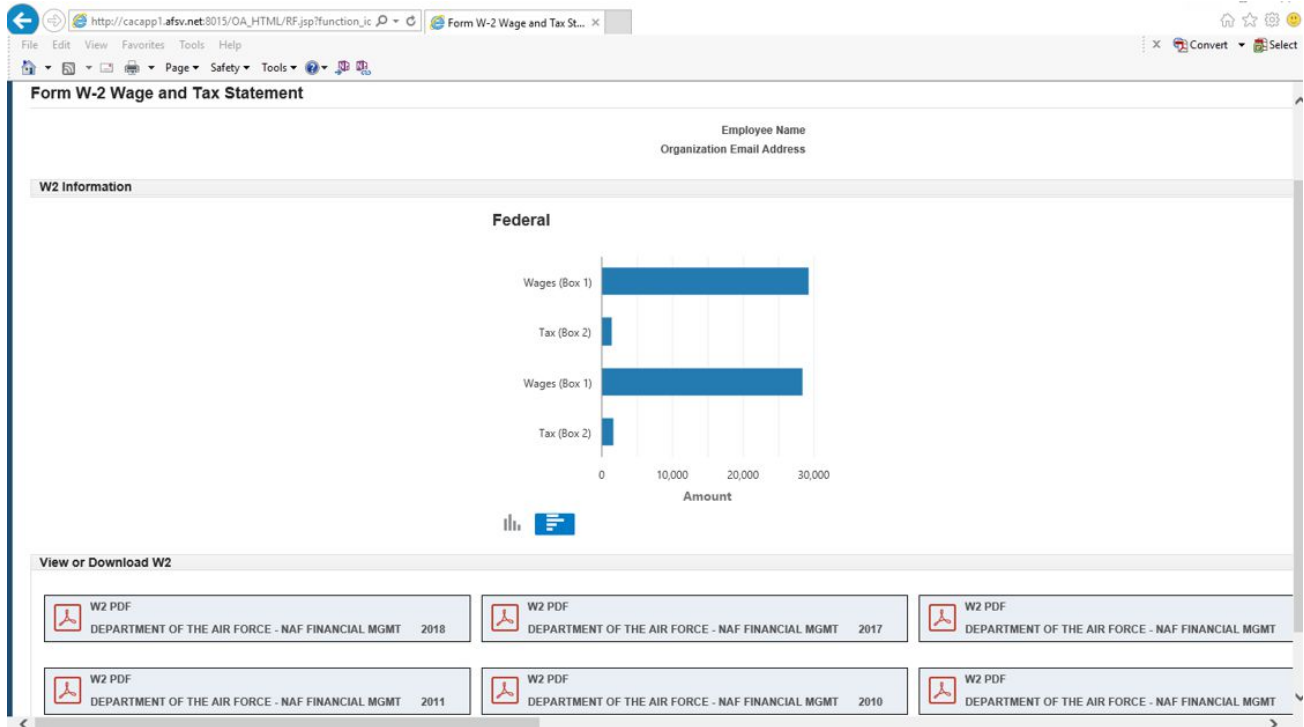 http://cacapp1.afsv.net:8015/OA_HTML/RF.jsp?function_ic
Form W-2 Wage and Tax St...
File Edit View Favorites Tools Help
Convert
Select
Page Safety Tools
Form W-2 Wage and Tax Statement
Employee Name
Organization Email Address
W2 Information
Federal
Wages (Box 1)
Tax (Box 2)
Wages (Box 1)
Tax (Box 2)
0 10,000 20,000 30,000
Amount
View or Download W2
W2 PDF
DEPARTMENT OF THE AIR FORCE - NAF FINANCIAL MGMT 2018
W2 PDF
DEPARTMENT OF THE AIR FORCE - NAF FINANCIAL MGMT 2017
W2 PDF
DEPARTMENT OF THE AIR FORCE - NAF FINANCIAL MGMT
W2 PDF
DEPARTMENT OF THE AIR FORCE - NAF FINANCIAL MGMT 2011
W2 PDF
DEPARTMENT OF THE AIR FORCE - NAF FINANCIAL MGMT 2010
W2 PDF
DEPARTMENT OF THE AIR FORCE - NAF FINANCIAL MGMT